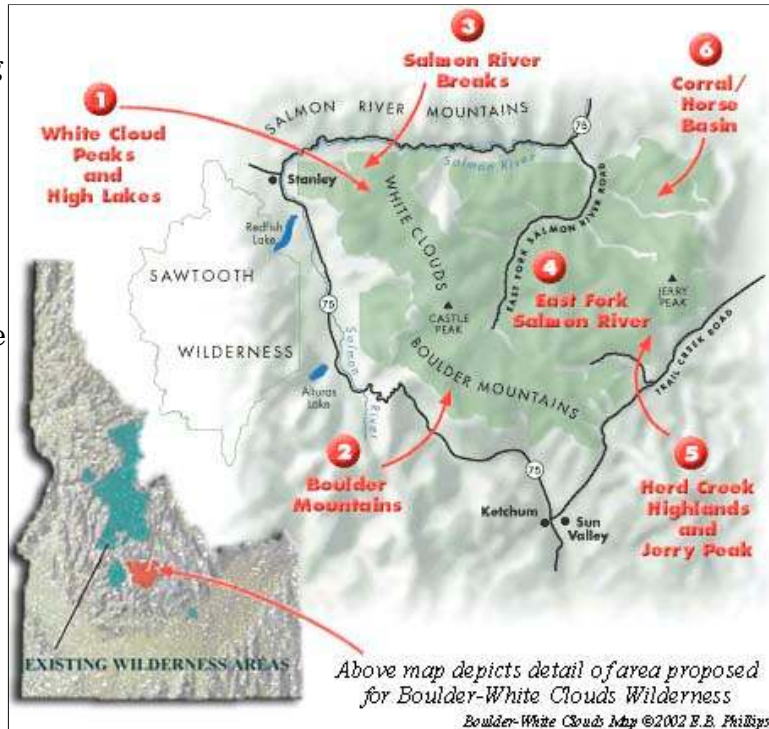 g
e
3
Salmon River
Breaks
6
Corral/
Horse
Basin
1
White Cloud
Peaks
and
High Lakes
SALMON RIVER MOUNTAINS
75
Salmon River
Stanley
Redfish
Lake
WHITE CLOUDS
EAST FORK SALMON RIVER ROAD
SAWTOOTH
WILDERNESS
75
4
East Fork
Salmon River
JERRY
PEAK
CASTLE
PEAK
Salmon
River
Alturas
Lake
BOULDER MOUNTAINS
TRAIL CREEK ROAD
2
Boulder
Mountains
75
5
Herd Creek
Highlands
and
Jerry Peak
Ketchum
Sun
Valley
EXISTING WILDERNESS AREAS
Above map depicts detail of area proposed
for Boulder-White Clouds Wilderness
Boulder-White Clouds Map ©2002 E.B. Phillips